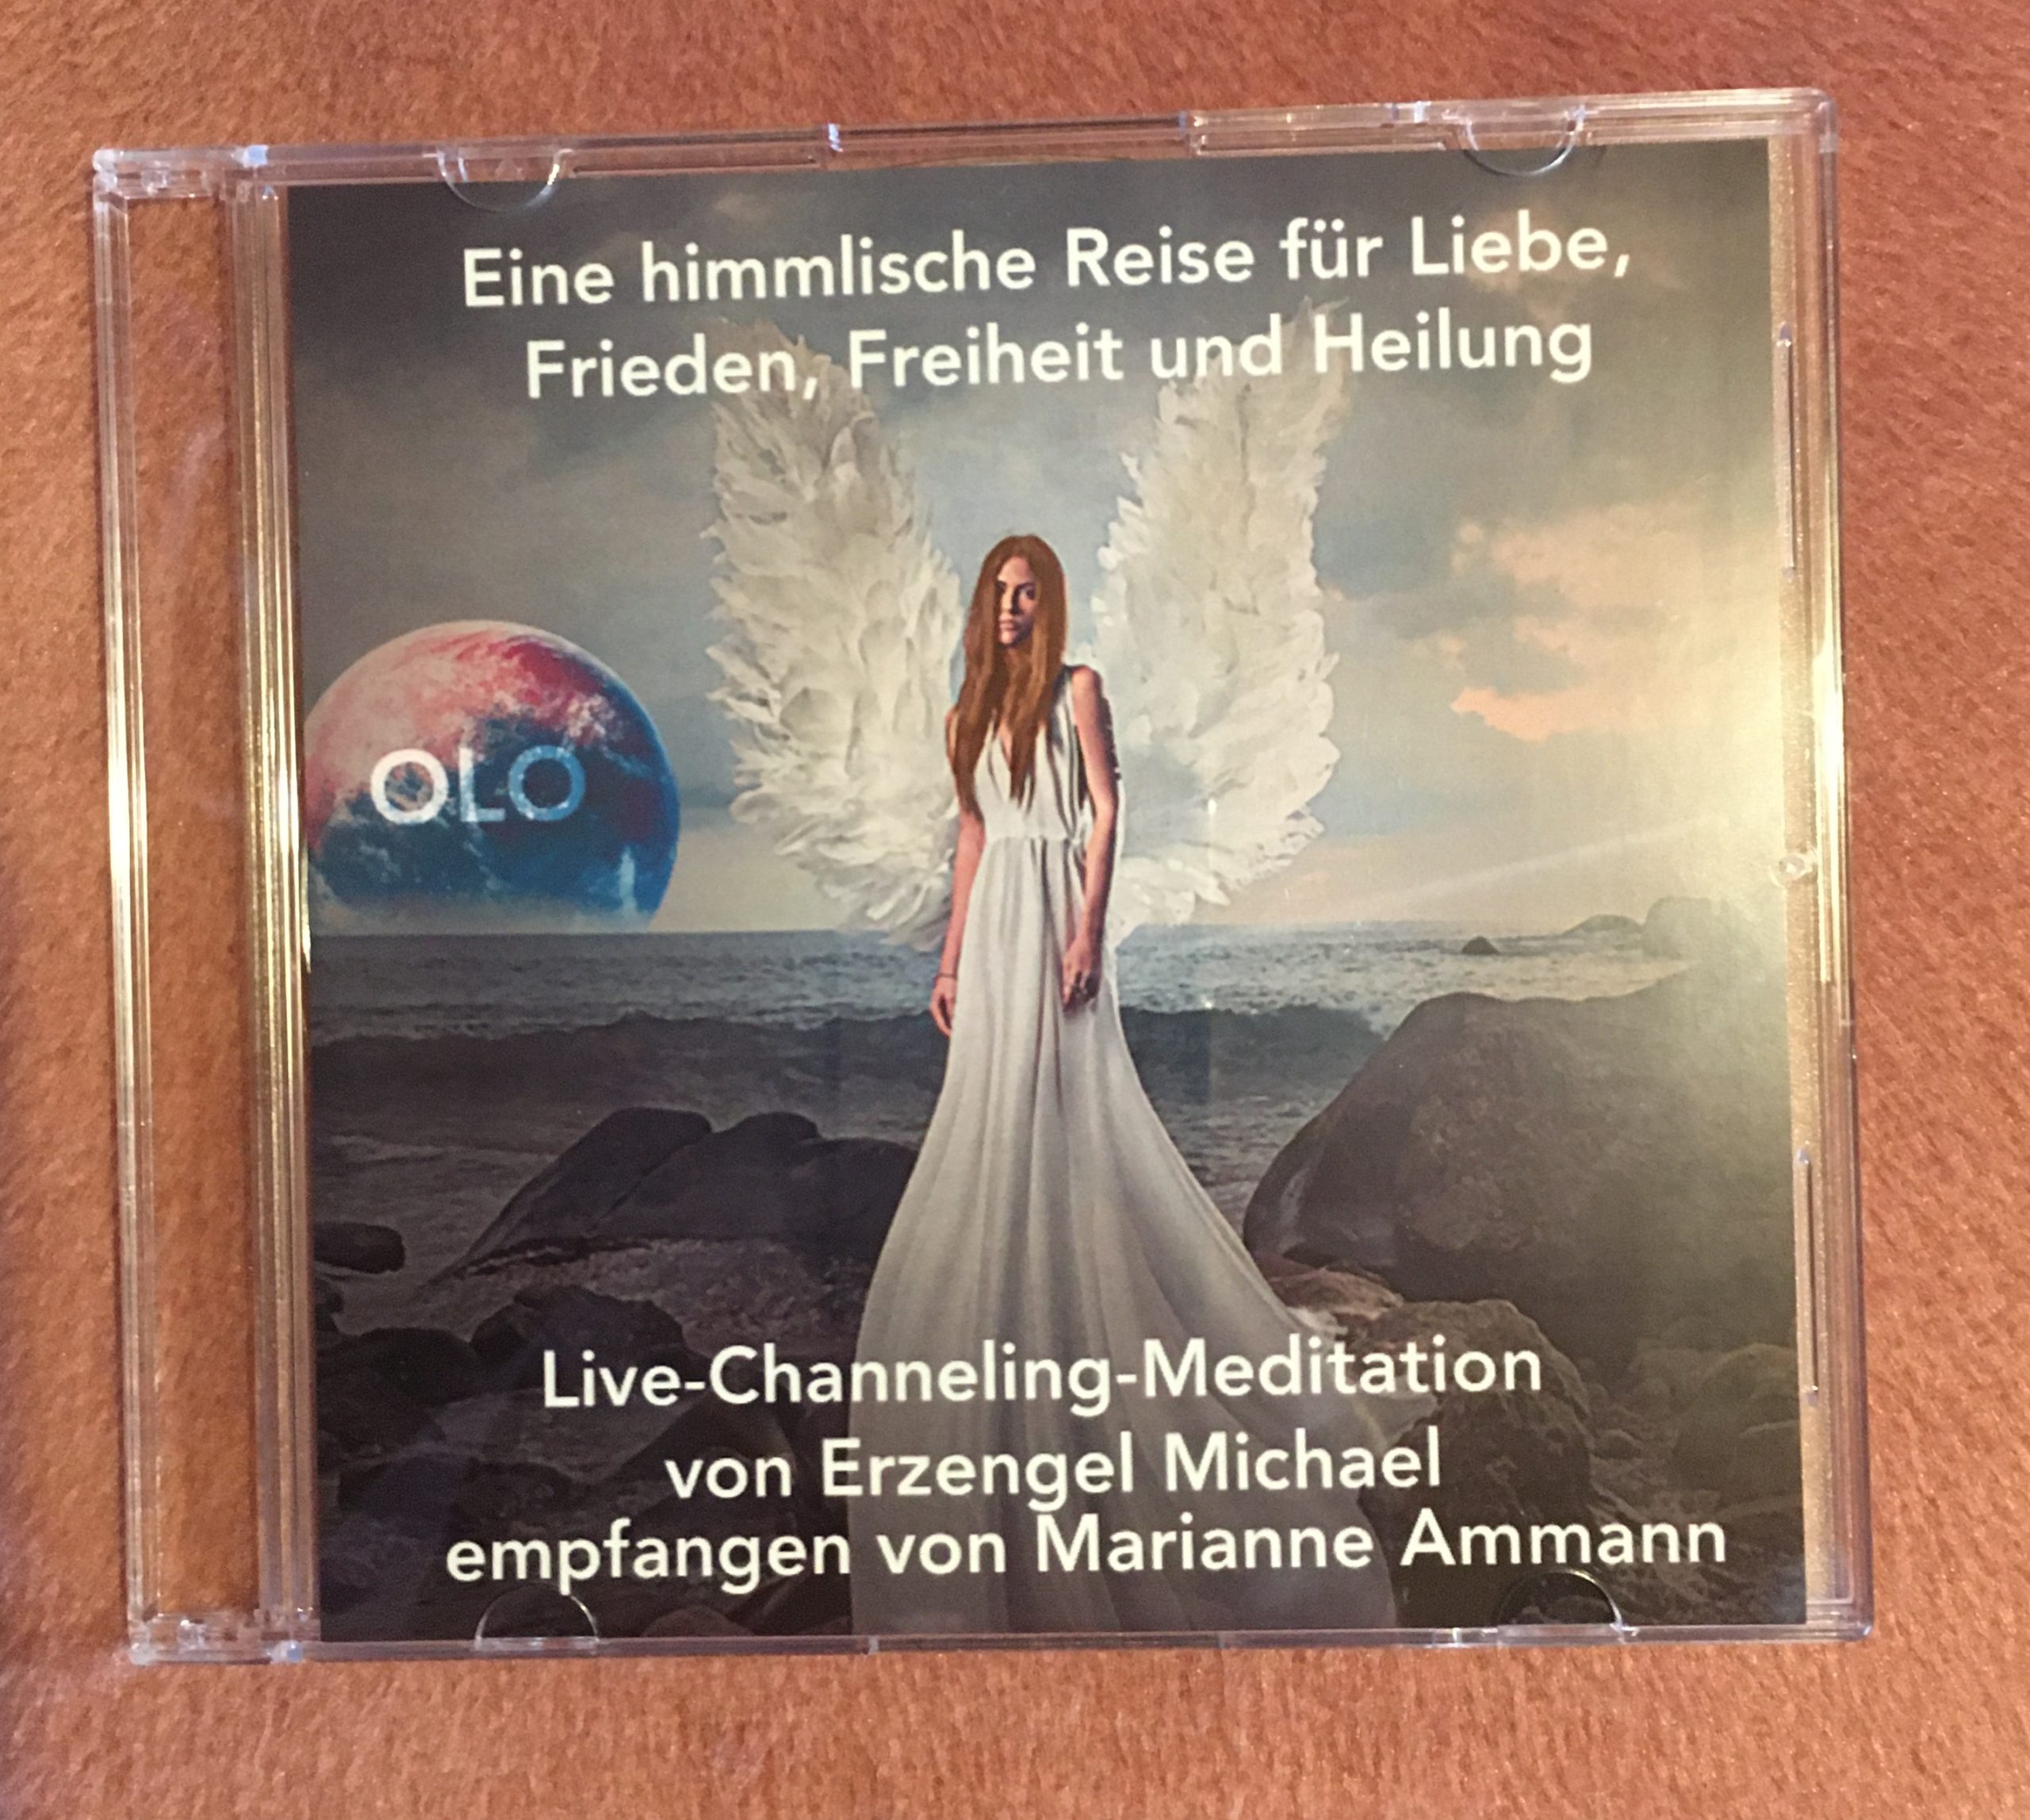 Eine himmlische Reise für Liebe,
Frieden, Freiheit und Heilung
OLO
Live-Channeling-Meditation
von Erzengel Michael
empfangen von Marianne Ammann